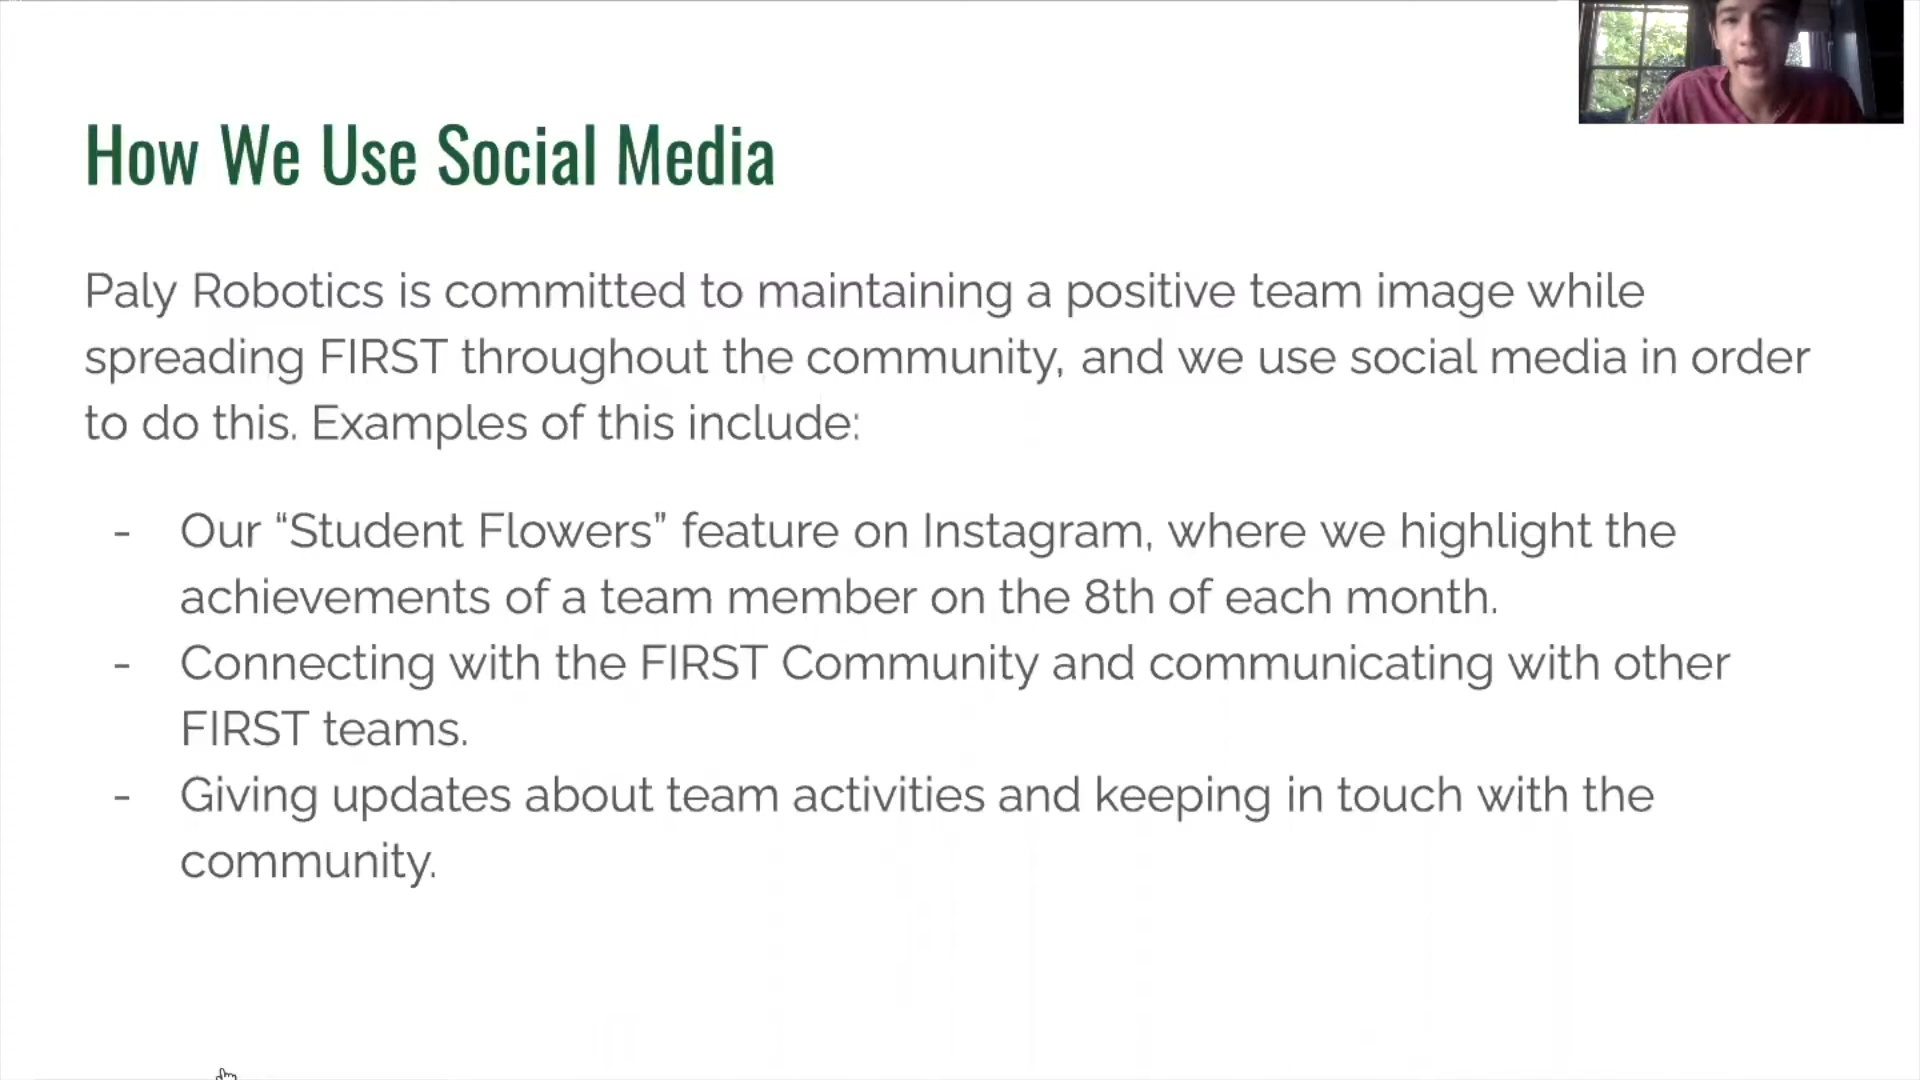 How We Use Social Media
Paly Robotics is committed to maintaining a positive team image while
spreading FIRST throughout the community, and we use social media in order
to do this. Examples of this include:
- Our “Student Flowers” feature on Instagram, where we highlight the
achievements of a team member on the 8th of each month.
- Connecting with the FIRST Community and communicating with other
FIRST teams.
- Giving updates about team activities and keeping in touch with the
community.